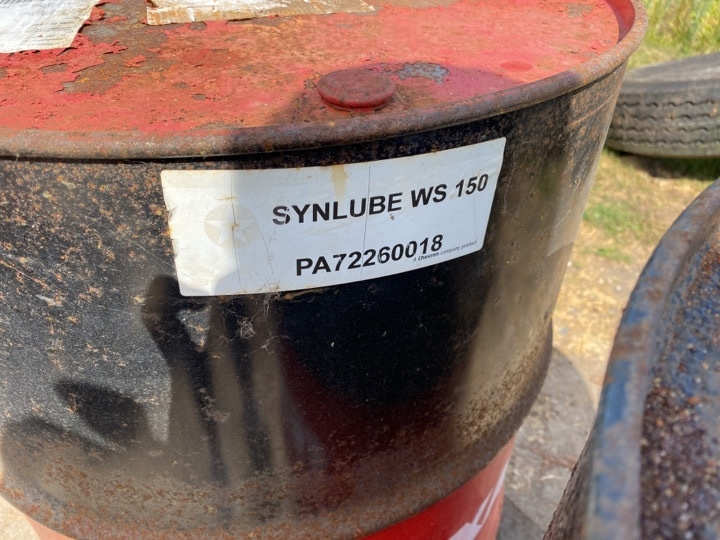 SYNLUBE WS 150
PA72260018
A Chevron company product